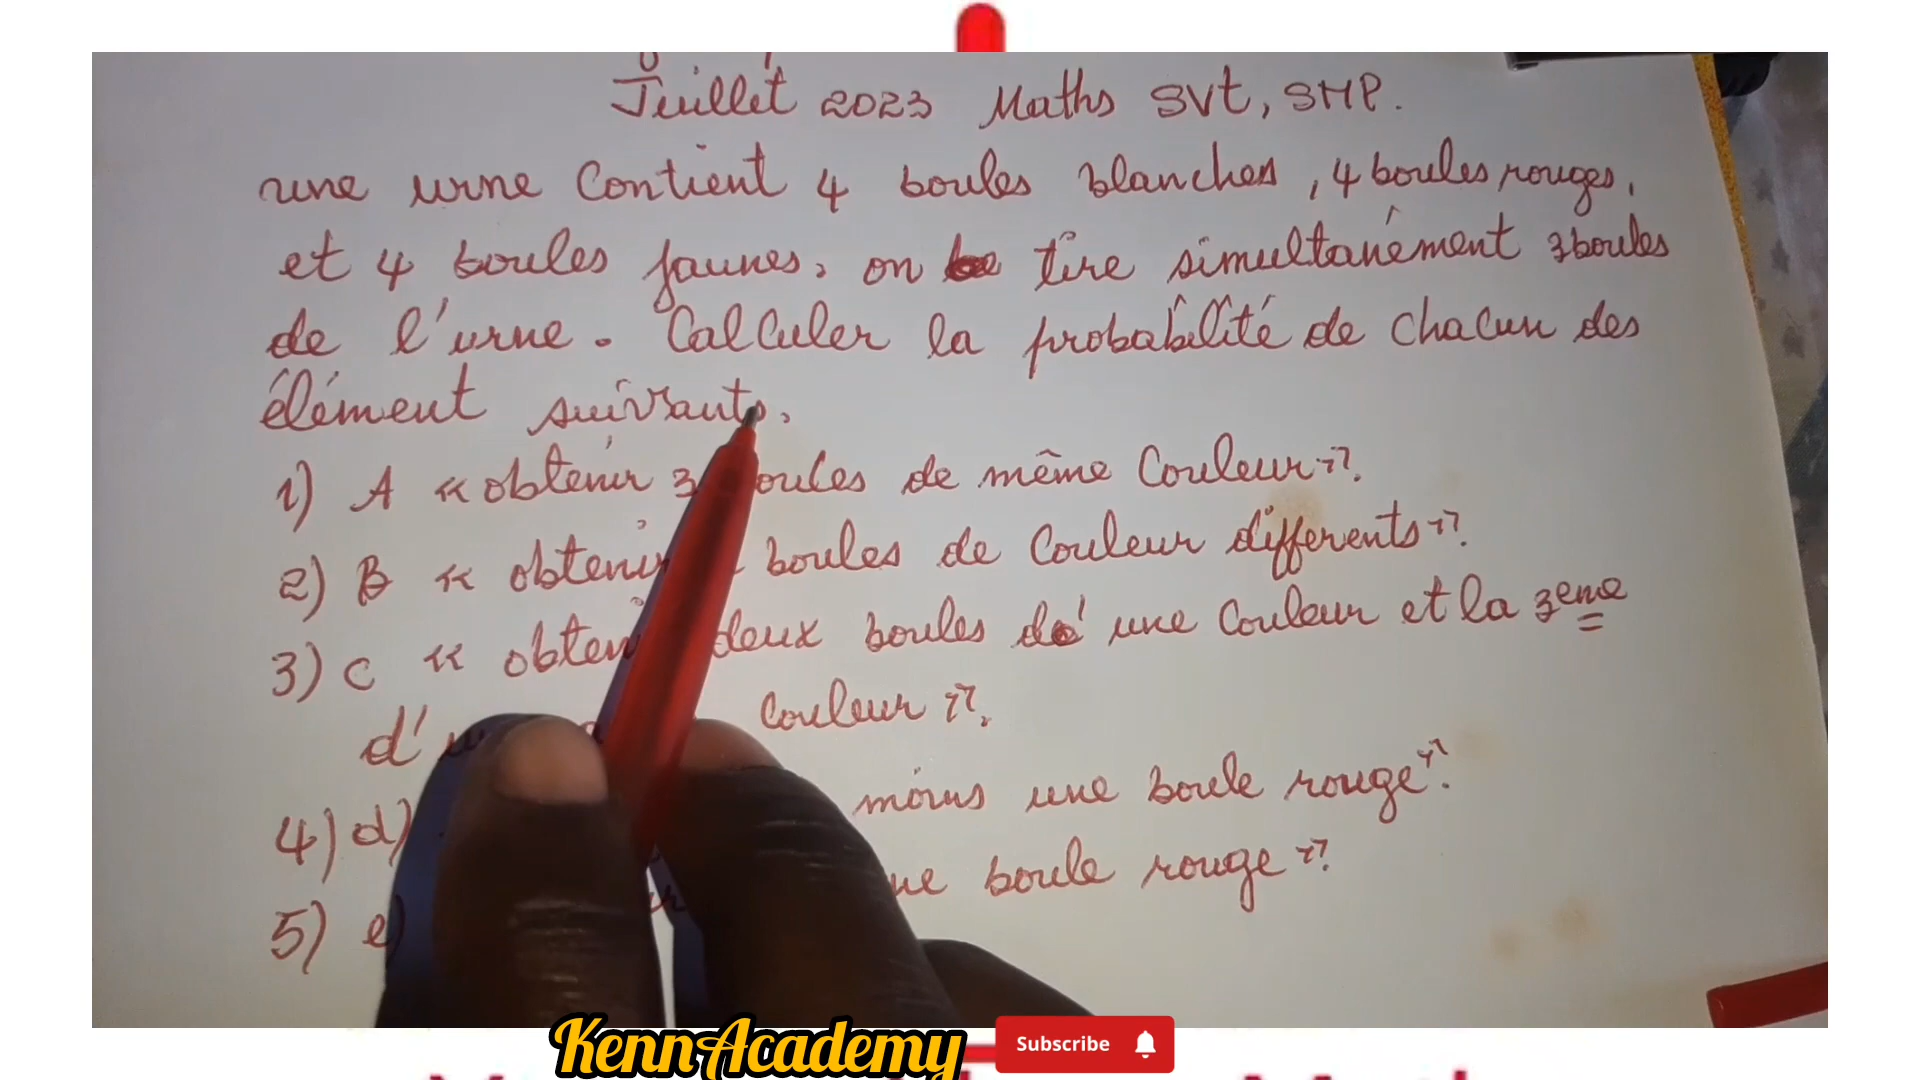 Juillet 2023 Maths SVt, SMP.
une urne Contient 4 boules blanches, 4 boules rouges,
et 4 boules jaunes, on tire simultanément 3 boules
de l'urne. Calculer la probabilité de chacun des
élément suivants.
1) A « obtenir 3 boules de même Couleur ».
2) B « obtenir boules de Couleur différents ».
3) C « obtenir deux boules de une Couleur et la 3eme
d' couleur ».
4) d) moins une boule rouge ».
5) e) boule rouge ».
KennAcademy
Subscribe